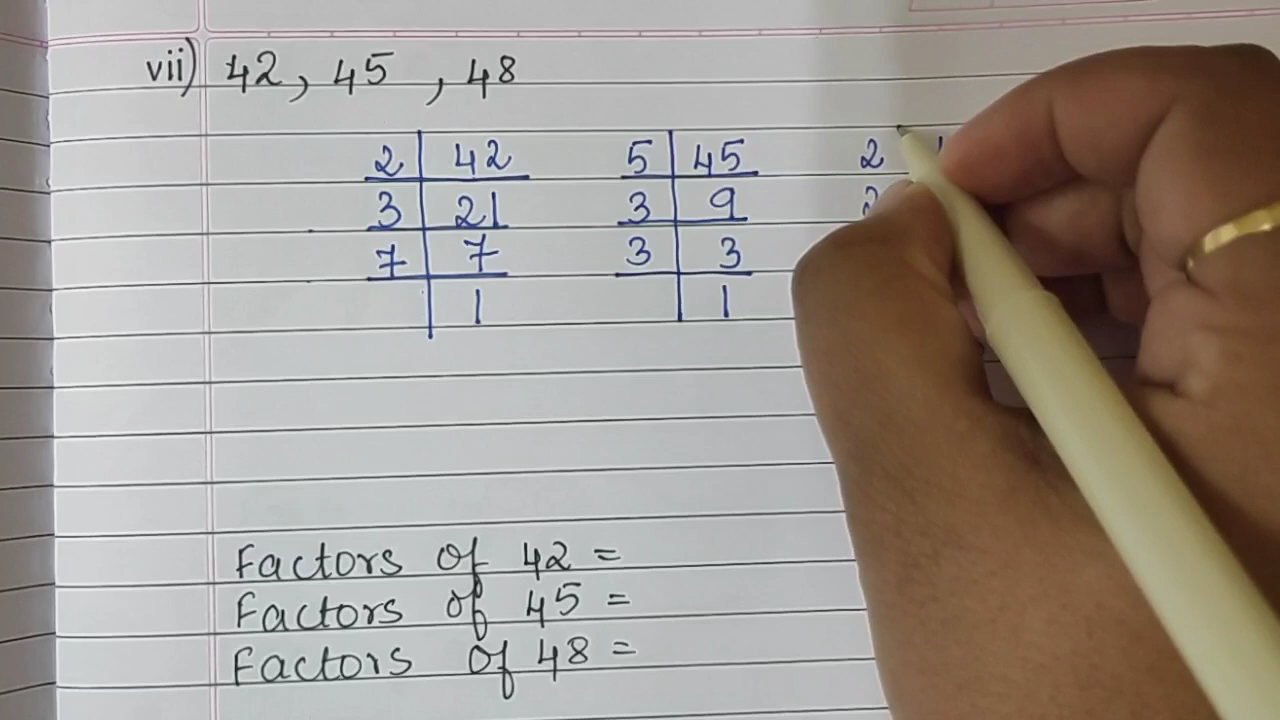 vii) 42, 45, 48
2 42 5 45 2
3 21 3 9
7 7 3 3
1 1
Factors of 42 =
Factors of 45 =
Factors of 48 =